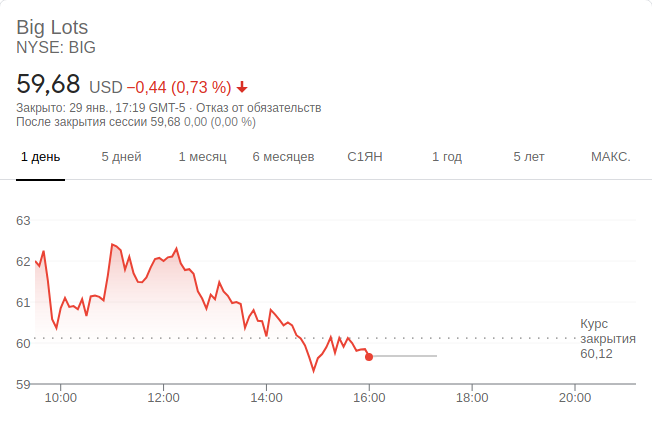 Big Lots
NYSE: BIG
59,68 USD −0,44 (0,73 %)
Закрыто: 29 янв., 17:19 GMT-5 · Отказ от обязательств
После закрытия сессии 59,68 0,00 (0,00 %)
1 день 5 дней 1 месяц 6 месяцев С1ЯН 1 год 5 лет МАКС.
63
62
61
60
59
Курс
закрытия
60,12
10:00 12:00 14:00 16:00 18:00 20:00